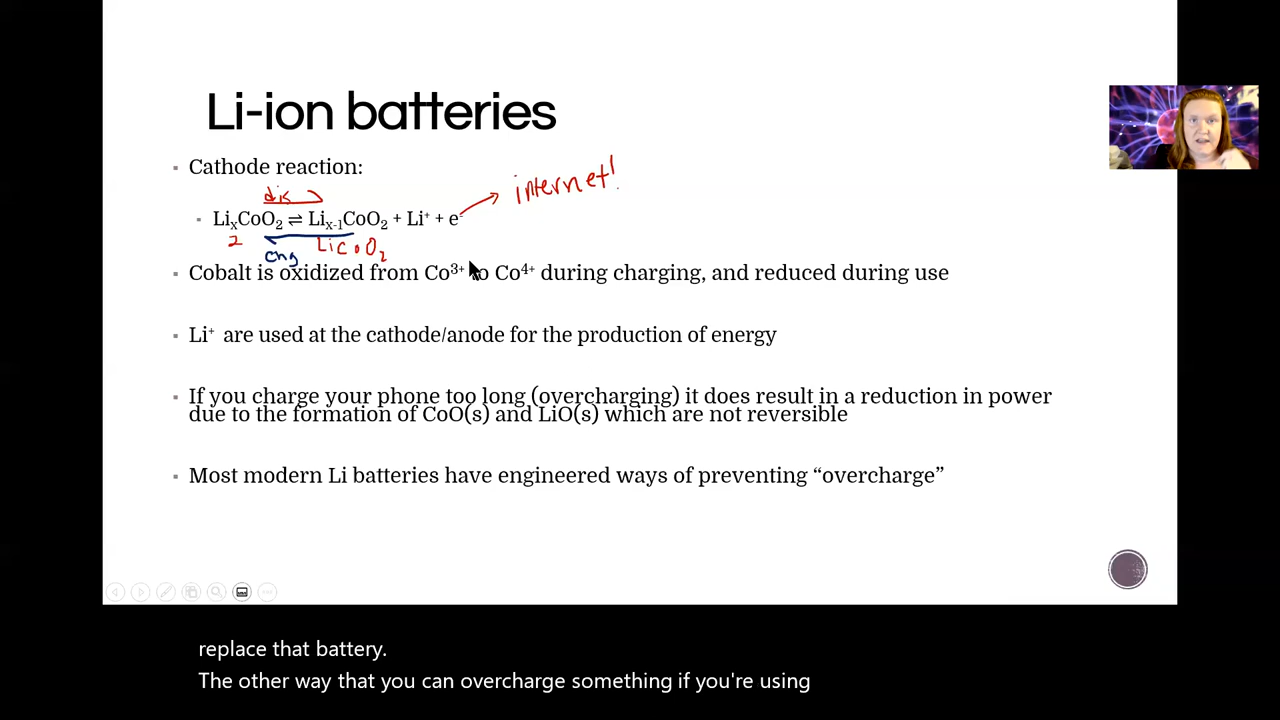 Li-ion batteries
Cathode reaction:
dis
internet!
LiₓCoO₂ ⇌ Liₓ₋₁CoO₂ + Li⁺ + e⁻
2
LiCoO₂
chg
Cobalt is oxidized from Co³⁺ to Co⁴⁺ during charging, and reduced during use
Li⁺ are used at the cathode/anode for the production of energy
If you charge your phone too long (overcharging) it does result in a reduction in power
due to the formation of CoO(s) and LiO(s) which are not reversible
Most modern Li batteries have engineered ways of preventing “overcharge”
replace that battery.
The other way that you can overcharge something if you're using